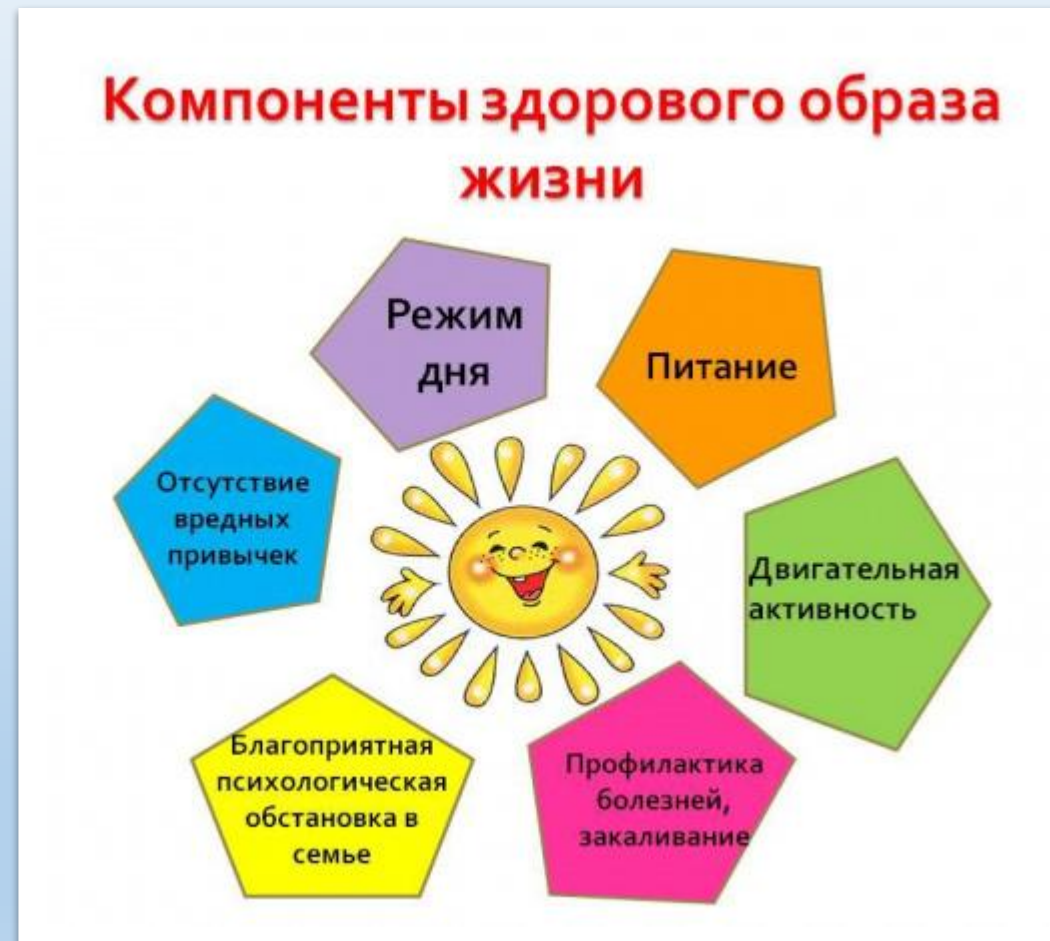 Компоненты здорового образа
жизни
Режим
дня
Питание
Отсутствие
вредных
привычек
Двигательная
активность
Благоприятная
психологическая
обстановка в
семье
Профилактика
болезней,
закаливание